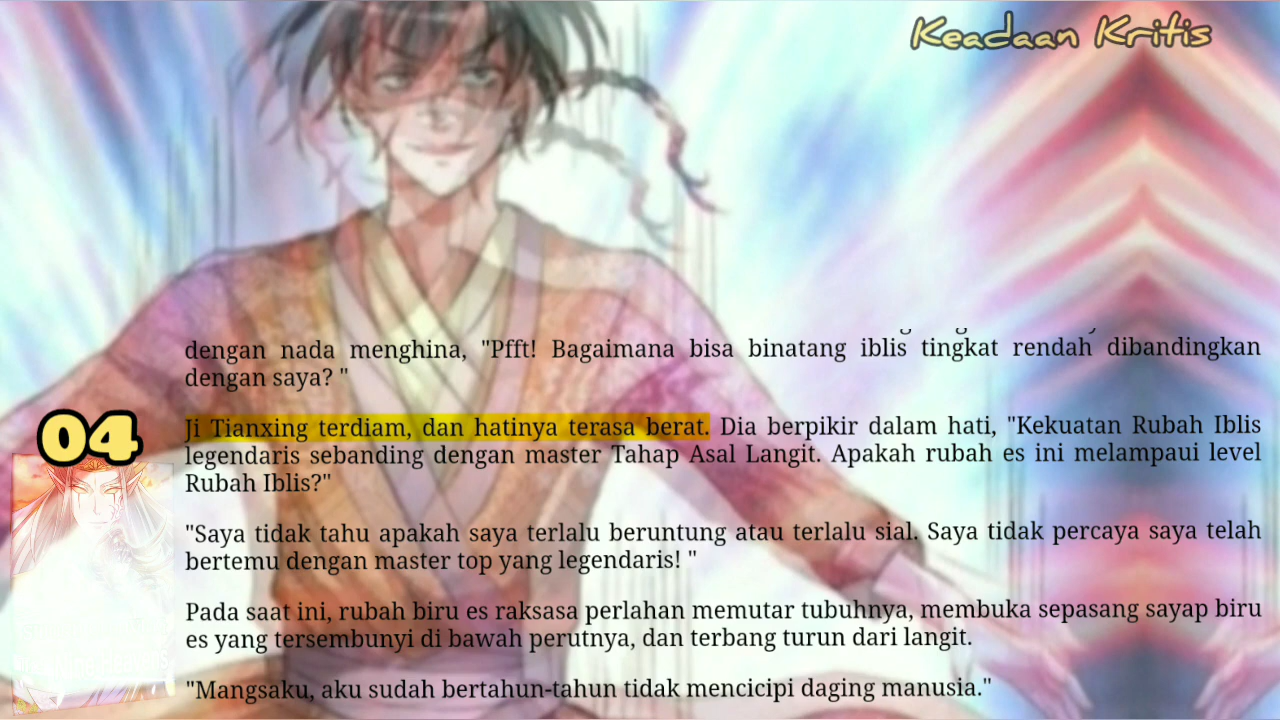 Keadaan Kritis
dengan nada menghina, "Pfft! Bagaimana bisa binatang iblis tingkat rendah dibandingkan
dengan saya? "
Ji Tianxing terdiam, dan hatinya terasa berat. Dia berpikir dalam hati, "Kekuatan Rubah Iblis
legendaris sebanding dengan master Tahap Asal Langit. Apakah rubah es ini melampaui level
Rubah Iblis?"
04
"Saya tidak tahu apakah saya terlalu beruntung atau terlalu sial. Saya tidak percaya saya telah
bertemu dengan master top yang legendaris! "
Pada saat ini, rubah biru es raksasa perlahan memutar tubuhnya, membuka sepasang sayap biru
es yang tersembunyi di bawah perutnya, dan terbang turun dari langit.
"Mangsaku, aku sudah bertahun-tahun tidak mencicipi daging manusia."